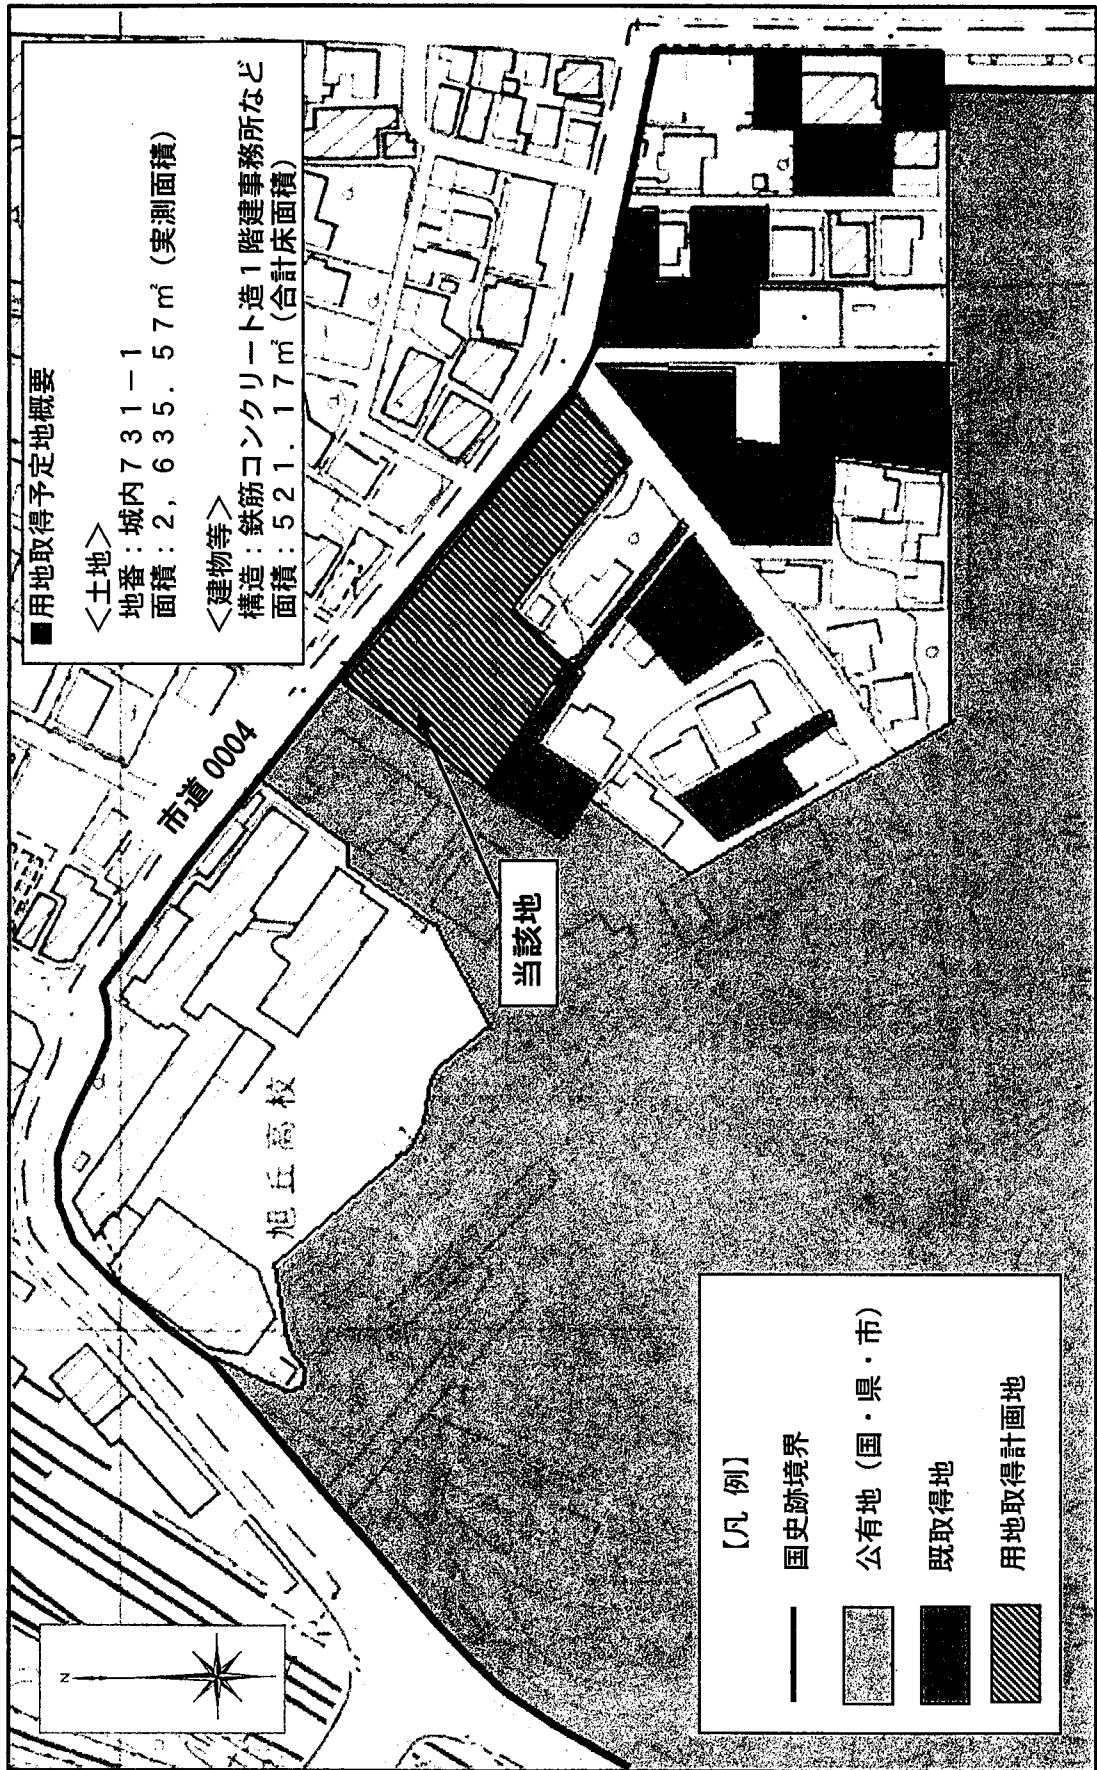 ■用地取得予定地概要
＜土地＞
地番：城内７３１－１
面積：２，６３５．５７㎡（実測面積）
＜建物等＞
構造：鉄筋コンクリート造１階建事務所など
面積：５２１．１７㎡（合計床面積）
市道 0004
当該地
旭丘高校
N
【凡 例】
国史跡境界
公有地（国・県・市）
既取得地
用地取得計画地